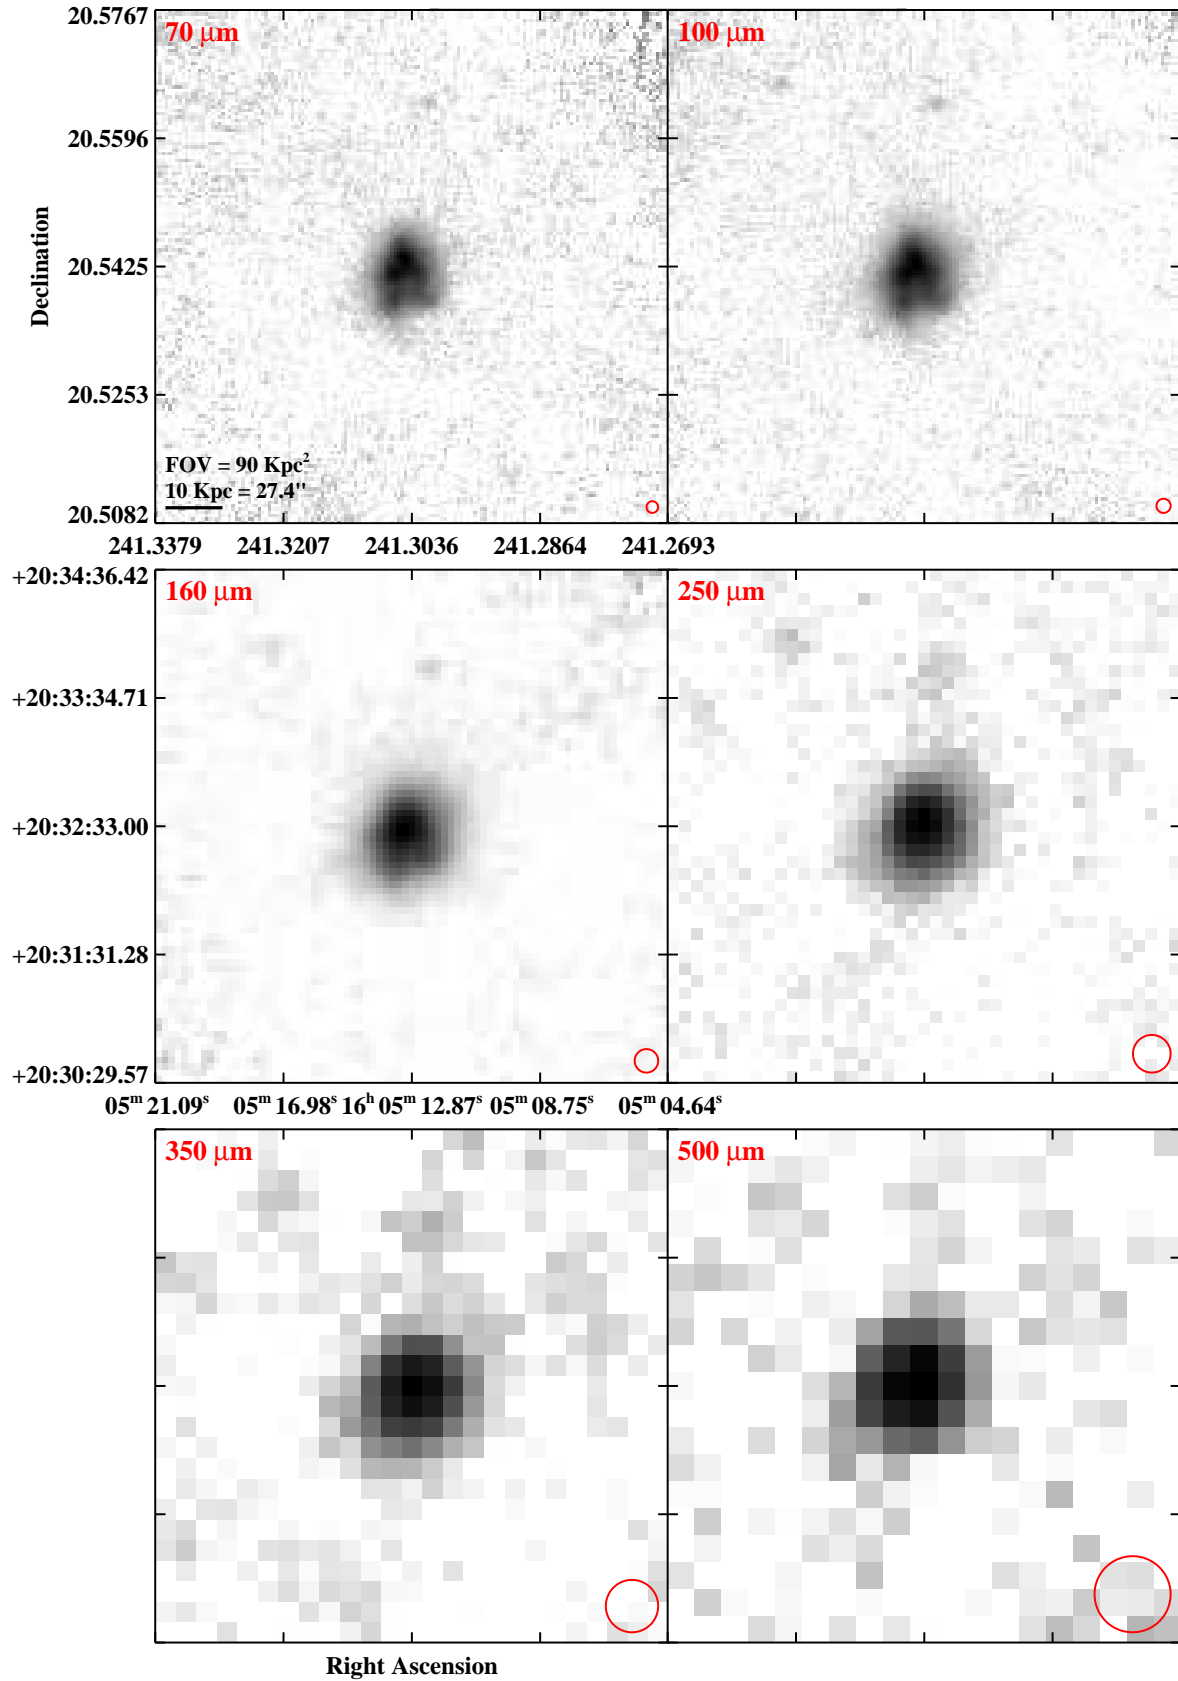 20.5767
70 μm
100 μm
20.5596
Declination
20.5425
20.5253
FOV = 90 Kpc²
10 Kpc = 27.4"
20.5082
241.3379 241.3207 241.3036 241.2864 241.2693
+20:34:36.42
160 μm
250 μm
+20:33:34.71
+20:32:33.00
+20:31:31.28
+20:30:29.57
05ᵐ 21.09ˢ 05ᵐ 16.98ˢ 16ʰ 05ᵐ 12.87ˢ 05ᵐ 08.75ˢ 05ᵐ 04.64ˢ
350 μm
500 μm
Right Ascension